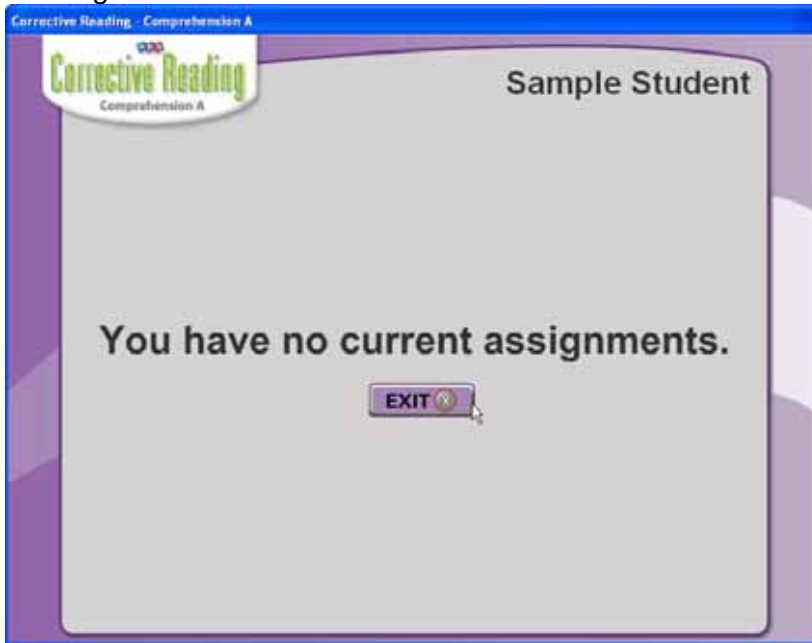 Corrective Reading - Comprehension A
Corrective Reading
Comprehension A
Sample Student
You have no current assignments.
EXIT